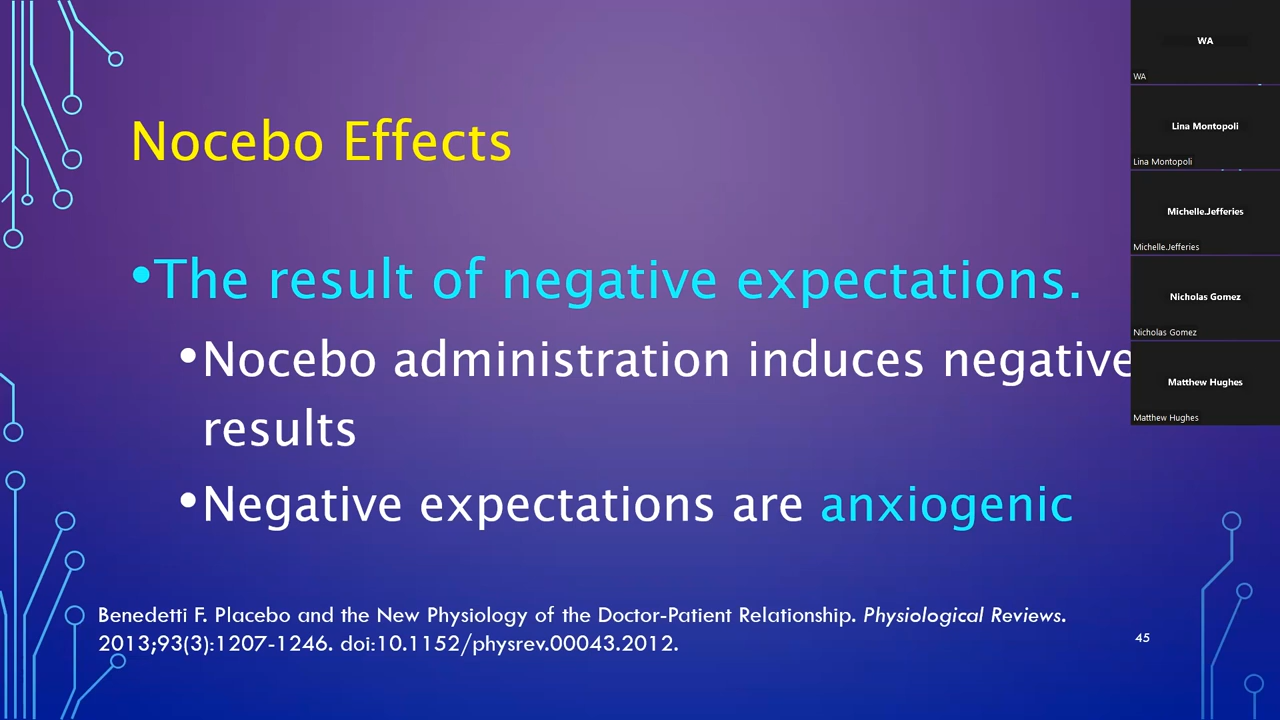 Nocebo Effects
•The result of negative expectations.
•Nocebo administration induces negative
results
•Negative expectations are anxiogenic
Benedetti F. Placebo and the New Physiology of the Doctor-Patient Relationship. Physiological Reviews.
2013;93(3):1207-1246. doi:10.1152/physrev.00043.2012.
45
WA
WA
Lina Montopoli
Lina Montopoli
Michelle.Jefferies
Michelle.Jefferies
Nicholas Gomez
Nicholas Gomez
Matthew Hughes
Matthew Hughes